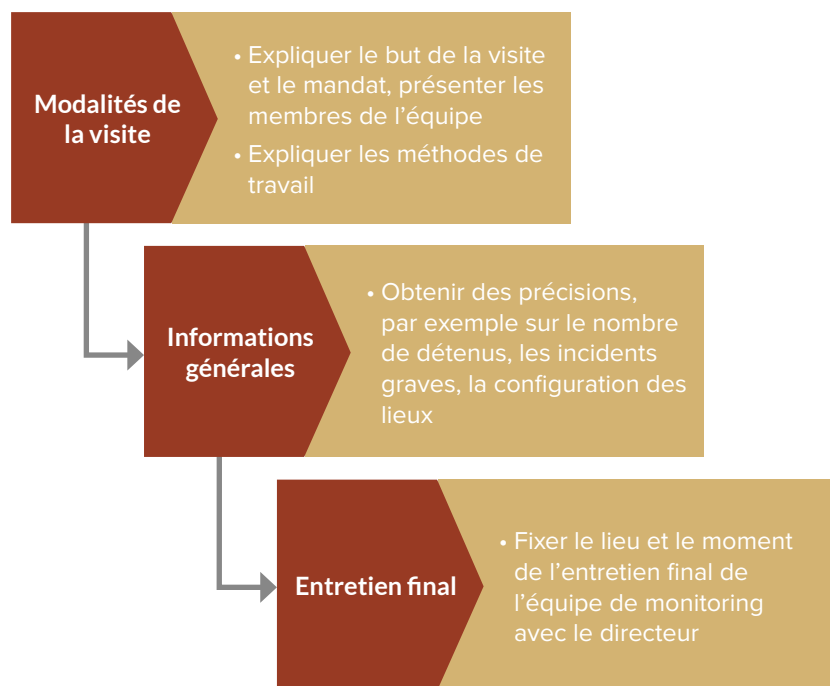 Modalités de
la visite
• Expliquer le but de la visite
et le mandat, présenter les
membres de l’équipe
• Expliquer les méthodes de
travail
Informations
générales
• Obtenir des précisions,
par exemple sur le nombre
de détenus, les incidents
graves, la configuration des
lieux
Entretien final
• Fixer le lieu et le moment
de l’entretien final de
l’équipe de monitoring
avec le directeur